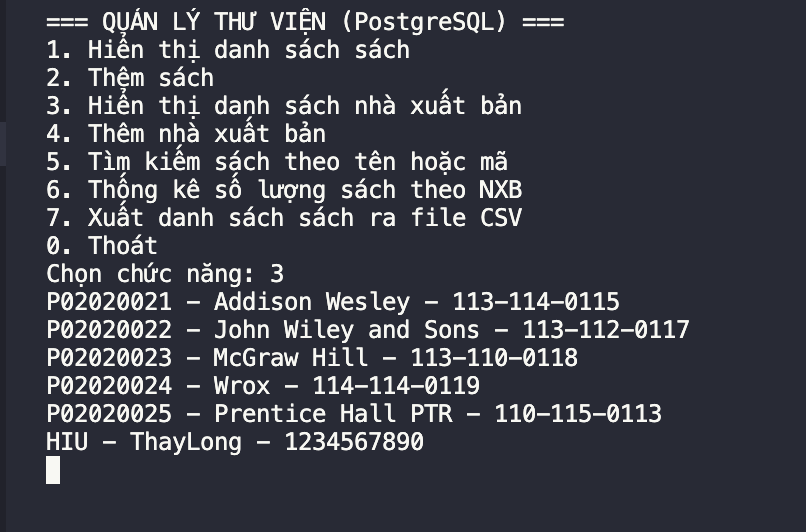 === QUẢN LÝ THƯ VIỆN (PostgreSQL) ===
1. Hiển thị danh sách sách
2. Thêm sách
3. Hiển thị danh sách nhà xuất bản
4. Thêm nhà xuất bản
5. Tìm kiếm sách theo tên hoặc mã
6. Thống kê số lượng sách theo NXB
7. Xuất danh sách sách ra file CSV
0. Thoát
Chọn chức năng: 3
P02020021 - Addison Wesley - 113-114-0115
P02020022 - John Wiley and Sons - 113-112-0117
P02020023 - McGraw Hill - 113-110-0118
P02020024 - Wrox - 114-114-0119
P02020025 - Prentice Hall PTR - 110-115-0113
HIU - ThayLong - 1234567890